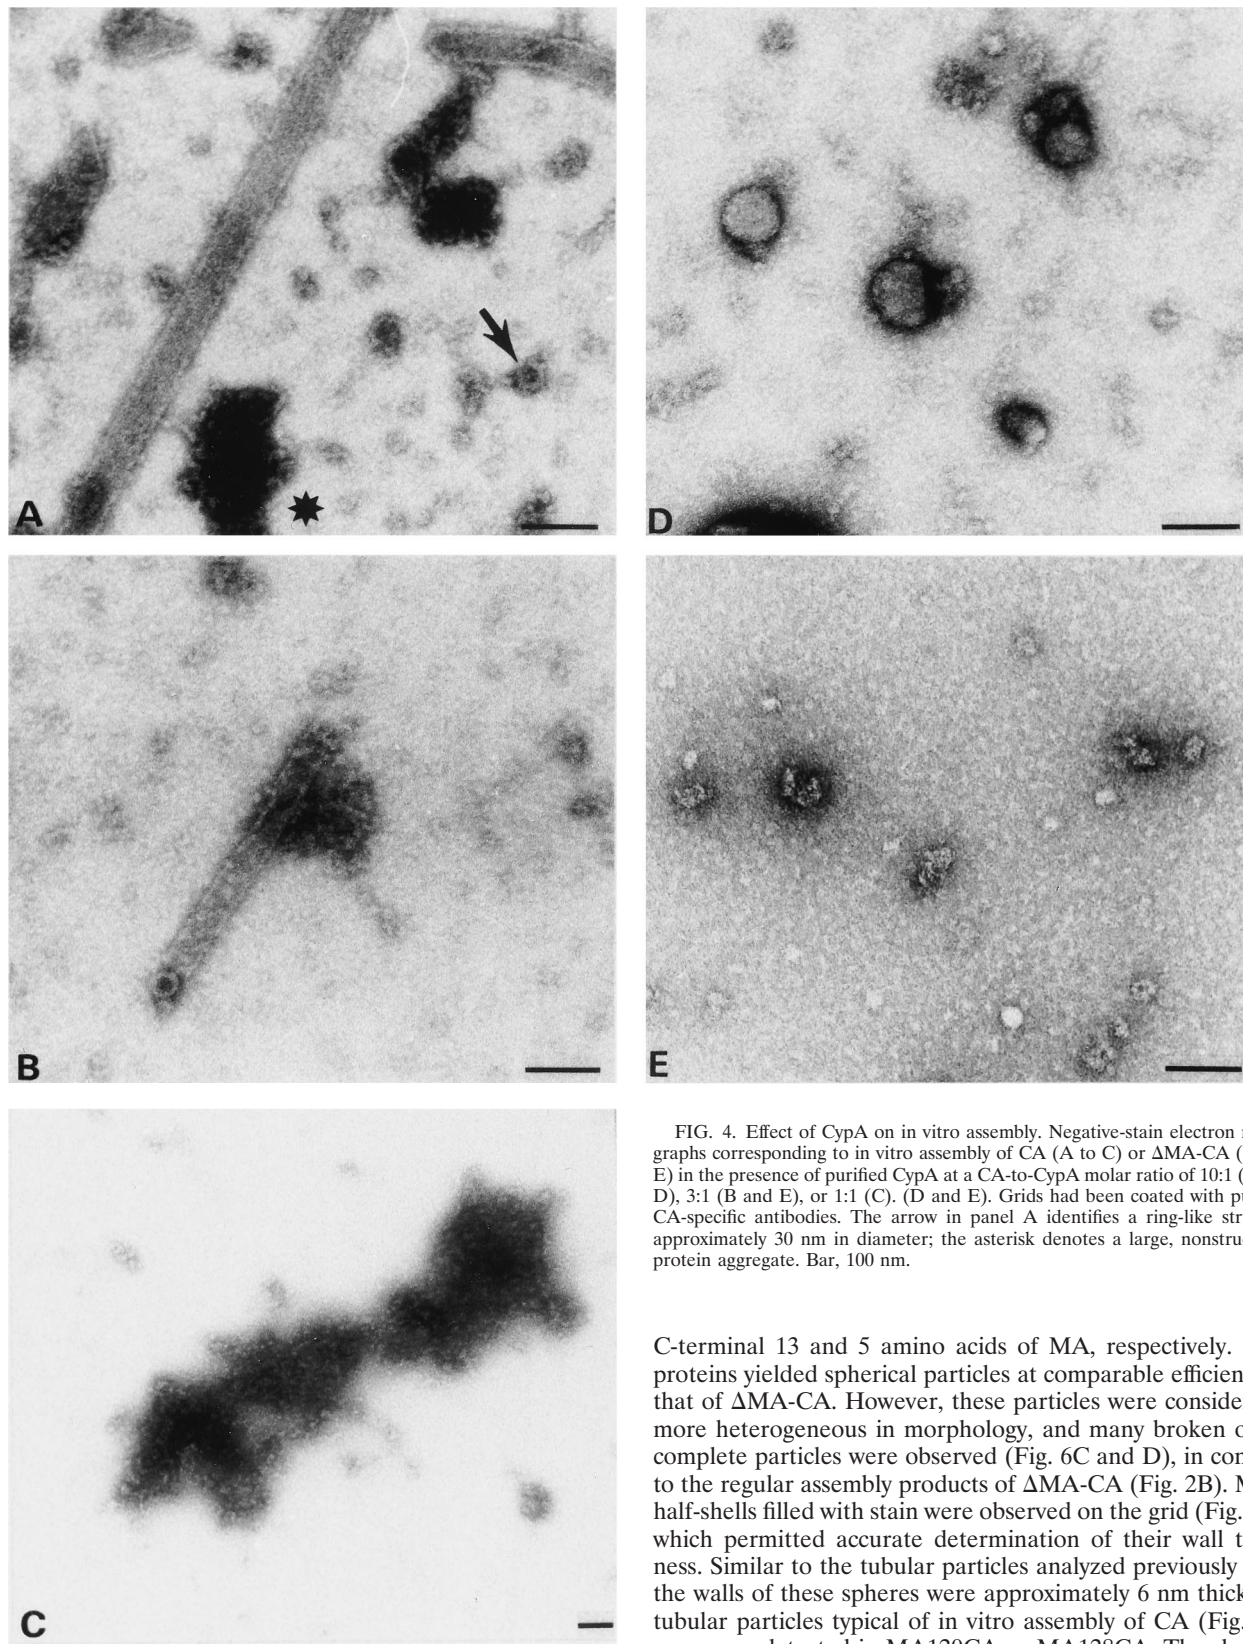 A
D
B
E
C
FIG. 4. Effect of CypA on in vitro assembly. Negative-stain electron
graphs corresponding to in vitro assembly of CA (A to C) or ΔMA-CA (
E) in the presence of purified CypA at a CA-to-CypA molar ratio of 10:1 (
D), 3:1 (B and E), or 1:1 (C). (D and E). Grids had been coated with
CA-specific antibodies. The arrow in panel A identifies a ring-like
approximately 30 nm in diameter; the asterisk denotes a large,
protein aggregate. Bar, 100 nm.
C-terminal 13 and 5 amino acids of MA, respectively.
proteins yielded spherical particles at comparable
that of ΔMA-CA. However, these particles were
more heterogeneous in morphology, and many broken
complete particles were observed (Fig. 6C and D), in
to the regular assembly products of ΔMA-CA (Fig. 2B).
half-shells filled with stain were observed on the grid (Fig.
which permitted accurate determination of their wall
ness. Similar to the tubular particles analyzed previously
the walls of these spheres were approximately 6 nm
tubular particles typical of in vitro assembly of CA (Fig.